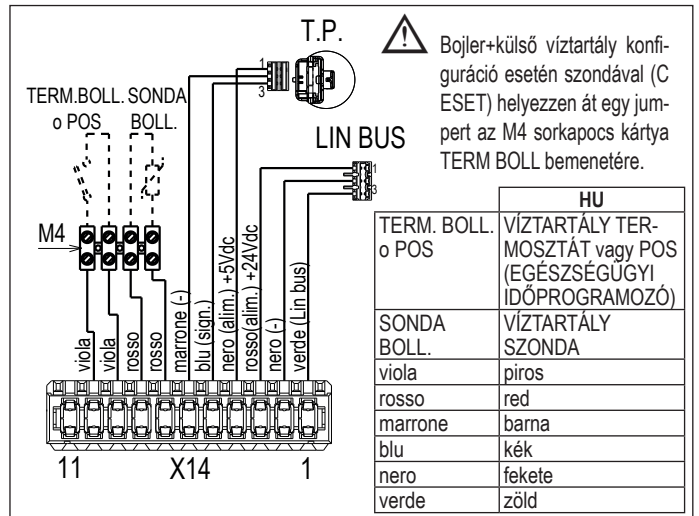 T.P.
1
3
TERM.BOLL.
o POS
SONDA
BOLL.
LIN BUS
1
3
M4
viola
viola
rosso
rosso
marrone (-)
blu (sign.)
nero (alim.) +5Vdc
rosso(alim.) +24Vdc
nero (-)
verde (Lin bus)
11
X14
1
Bojler+külső víztartály konfi-
guráció esetén szondával (C
ESET) helyezzen át egy jum-
pert az M4 sorkapocs kártya
TERM BOLL bemenetére.
HU
TERM. BOLL.
o POS
VÍZTARTÁLY TER-
MOSZTÁT vagy POS
(EGÉSZSÉGÜGYI
IDŐPROGRAMOZÓ)
SONDA
BOLL.
VÍZTARTÁLY
SZONDA
viola
piros
rosso
red
marrone
barna
blu
kék
nero
fekete
verde
zöld